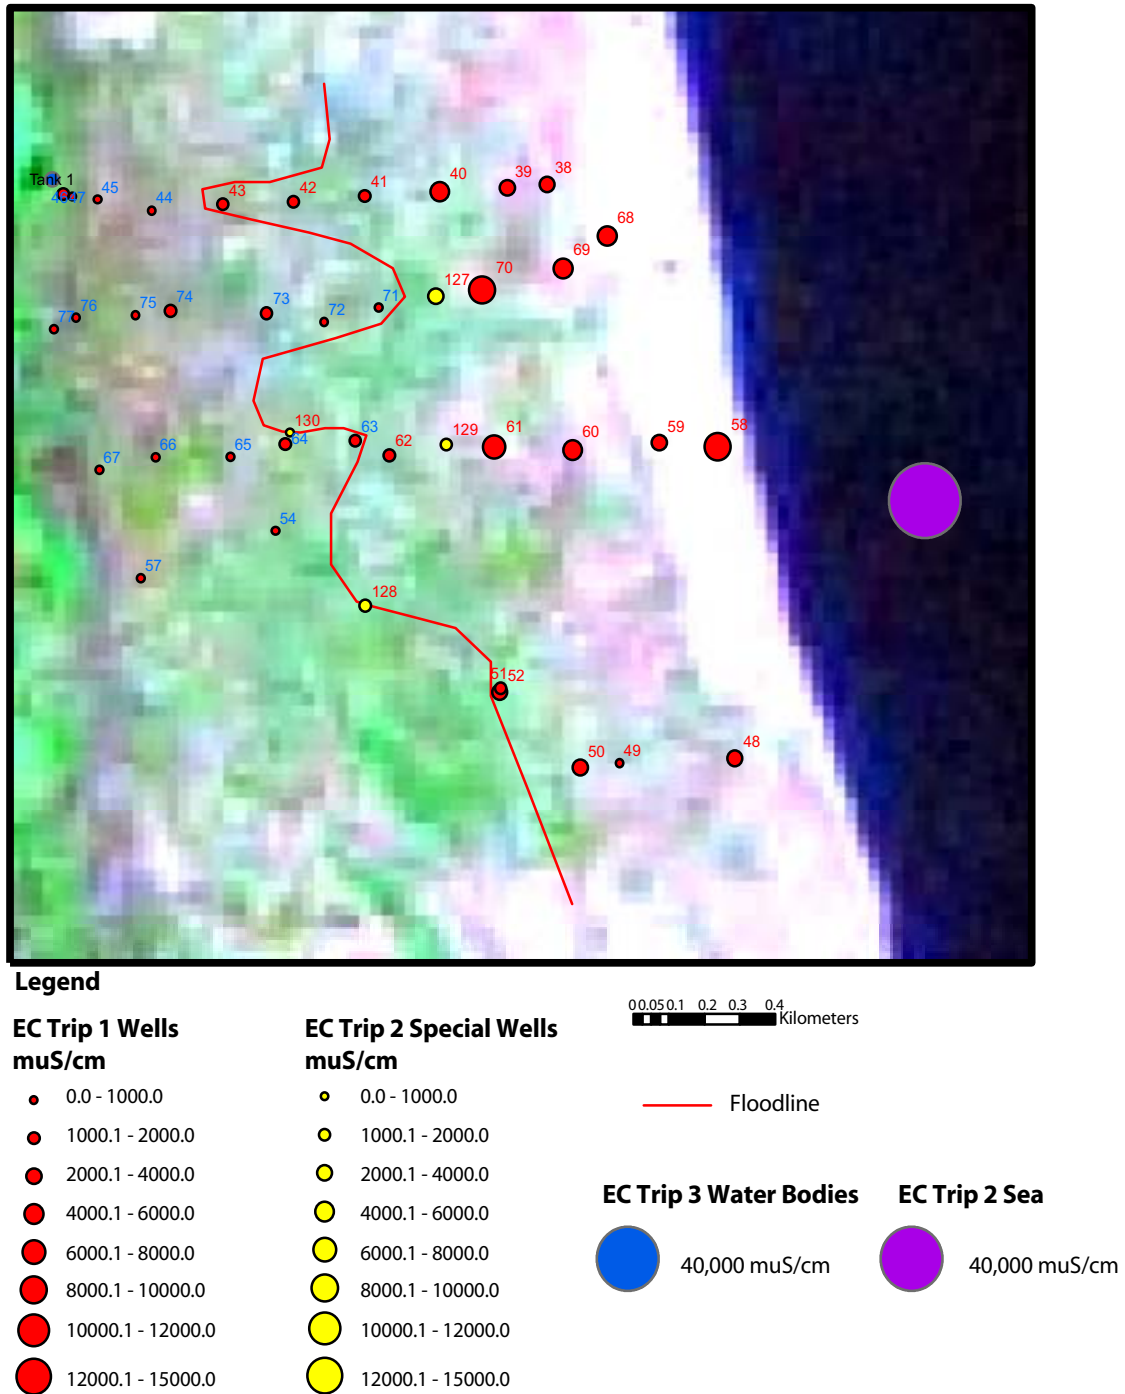 38
39
40
41
42
43
Tank 1
45
44
4647
68
69
70
127
71
72
73
74
75
76
77
58
59
60
61
129
62
63
130
64
65
66
67
54
57
128
5152
50
49
48
Legend
EC Trip 1 Wells
muS/cm
0.0 - 1000.0
1000.1 - 2000.0
2000.1 - 4000.0
4000.1 - 6000.0
6000.1 - 8000.0
8000.1 - 10000.0
10000.1 - 12000.0
12000.1 - 15000.0
EC Trip 2 Special Wells
muS/cm
0.0 - 1000.0
1000.1 - 2000.0
2000.1 - 4000.0
4000.1 - 6000.0
6000.1 - 8000.0
8000.1 - 10000.0
10000.1 - 12000.0
12000.1 - 15000.0
0 0.05 0.1 0.2 0.3 0.4
Kilometers
Floodline
EC Trip 3 Water Bodies
40,000 muS/cm
EC Trip 2 Sea
40,000 muS/cm